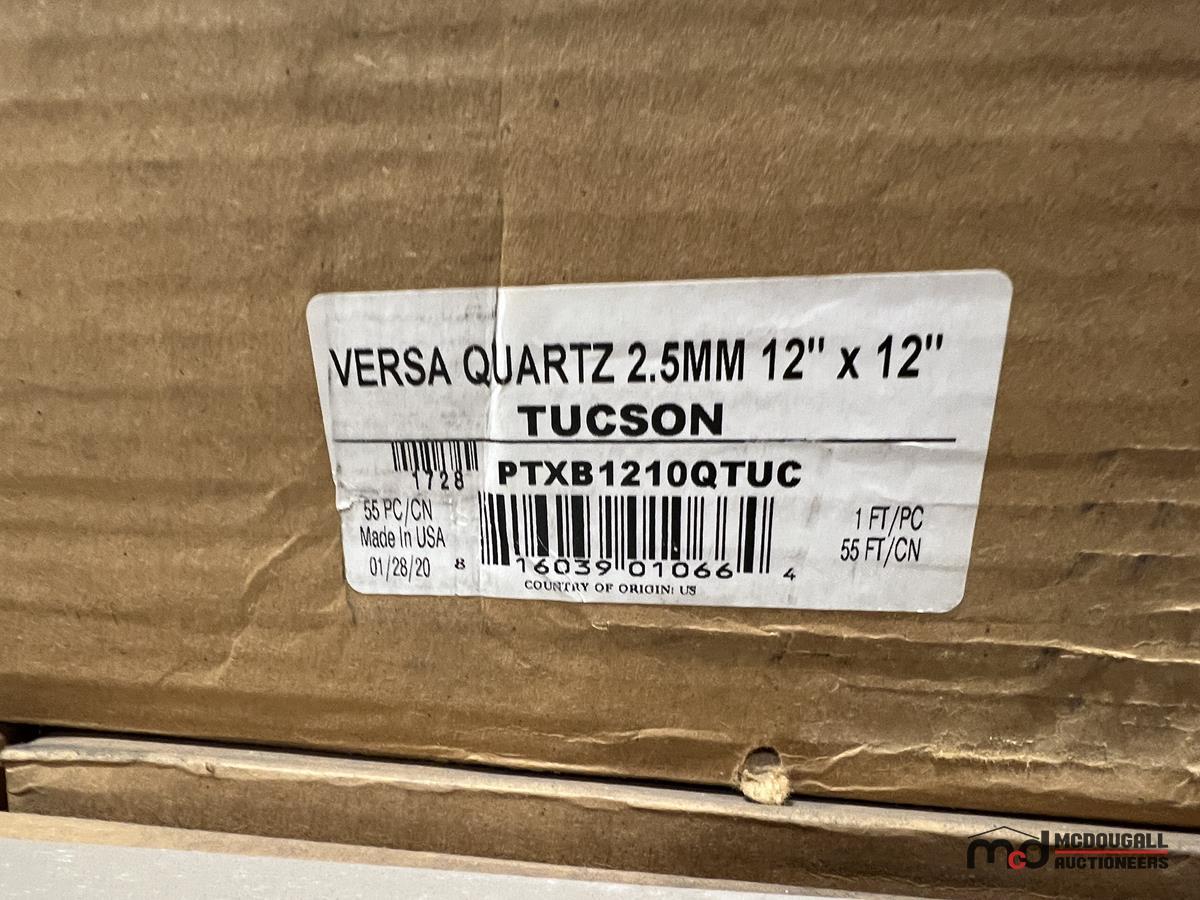 VERSA QUARTZ 2.5MM 12" x 12"
TUCSON
1728
PTXB1210QTUC
55 PC/CN
Made In USA
01/28/20
8 16039 01066 4
1 FT/PC
55 FT/CN
COUNTRY OF ORIGIN: US
mcd MCDOUGALL
AUCTIONEERS